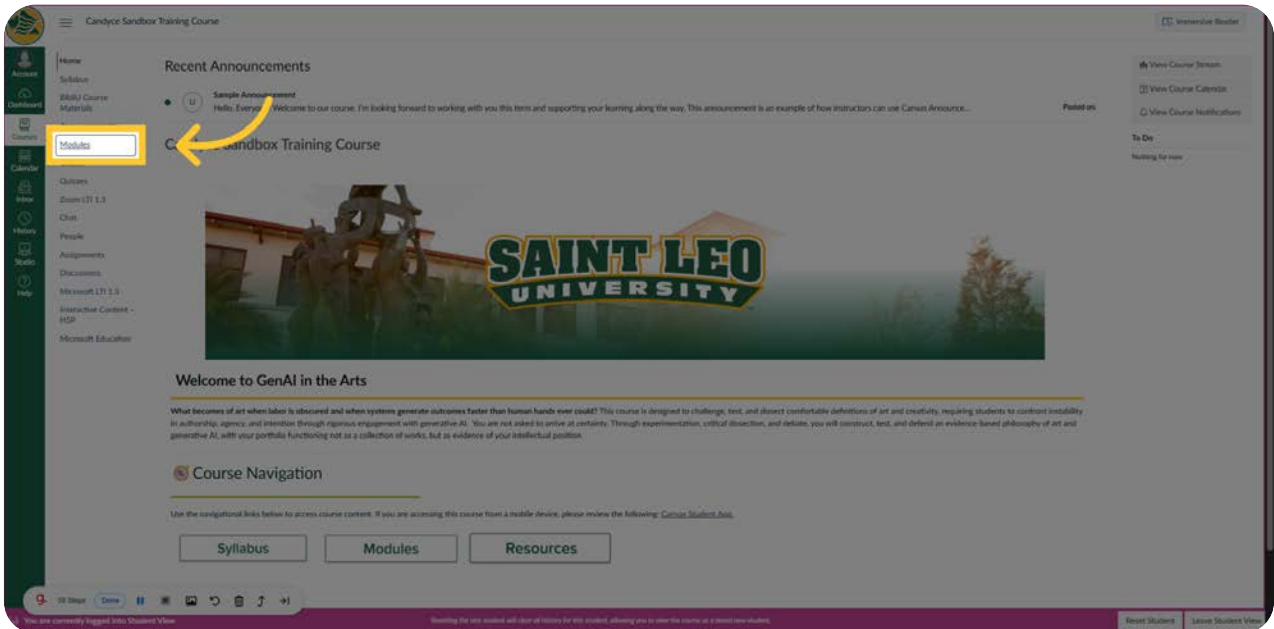 Candyce Sandbox Training Course
Immersive Reader
Account
Dashboard
Courses
Calendar
Inbox
History
Studio
Help
Home
Syllabus
BibliU Course
Materials
Modules
Quizzes
Zoom LTI 1.3
Chat
People
Assignments
Discussions
Microsoft LTI 1.3
Interactive Content -
H5P
Microsoft Education
Recent Announcements
U
Sample Announcement
Hello, Everyone! Welcome to our course. I'm looking forward to working with you this term and supporting your learning along the way. This announcement is an example of how instructors can use Canvas Announce...
Posted on:
Sandbox Training Course
SAINT LEO
UNIVERSITY
Welcome to GenAI in the Arts
What becomes of art when labor is obscured and when systems generate outcomes faster than human hands ever could? This course is designed to challenge, test, and dissect comfortable definitions of art and creativity, requiring students to confront instability
in authorship, agency, and intention through rigorous engagement with generative AI. You are not asked to arrive at certainty. Through experimentation, critical dissection, and debate, you will construct, test, and defend an evidence-based philosophy of art and
generative AI, with your portfolio functioning not as a collection of works, but as evidence of your intellectual position.
Course Navigation
Use the navigational links below to access course content. If you are accessing this course from a mobile device, please review the following: Canvas Student App.
Syllabus
Modules
Resources
View Course Stream
View Course Calendar
View Course Notifications
To Do
Nothing for now
Steps
Done
You are currently logged into Student View
Resetting the test student will clear all history for this student, allowing you to view the course as a brand new student.
Reset Student
Leave Student View